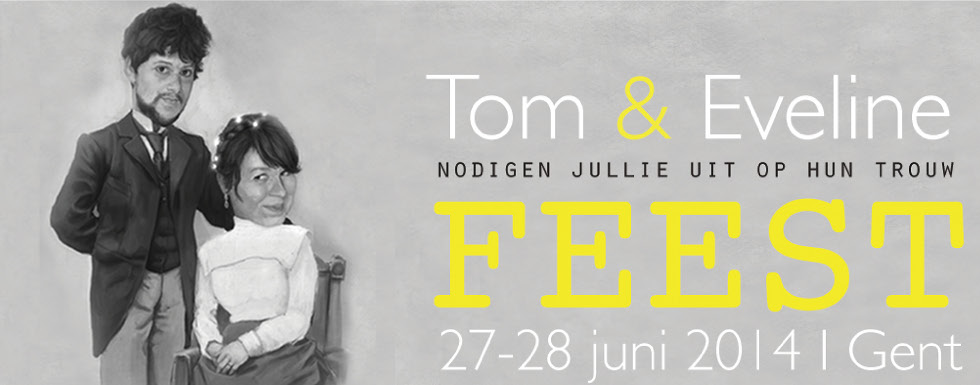 Tom & Eveline
NODIGEN JULLIE UIT OP HUN TROUW
FEEST
27-28 juni 2014 | Gent